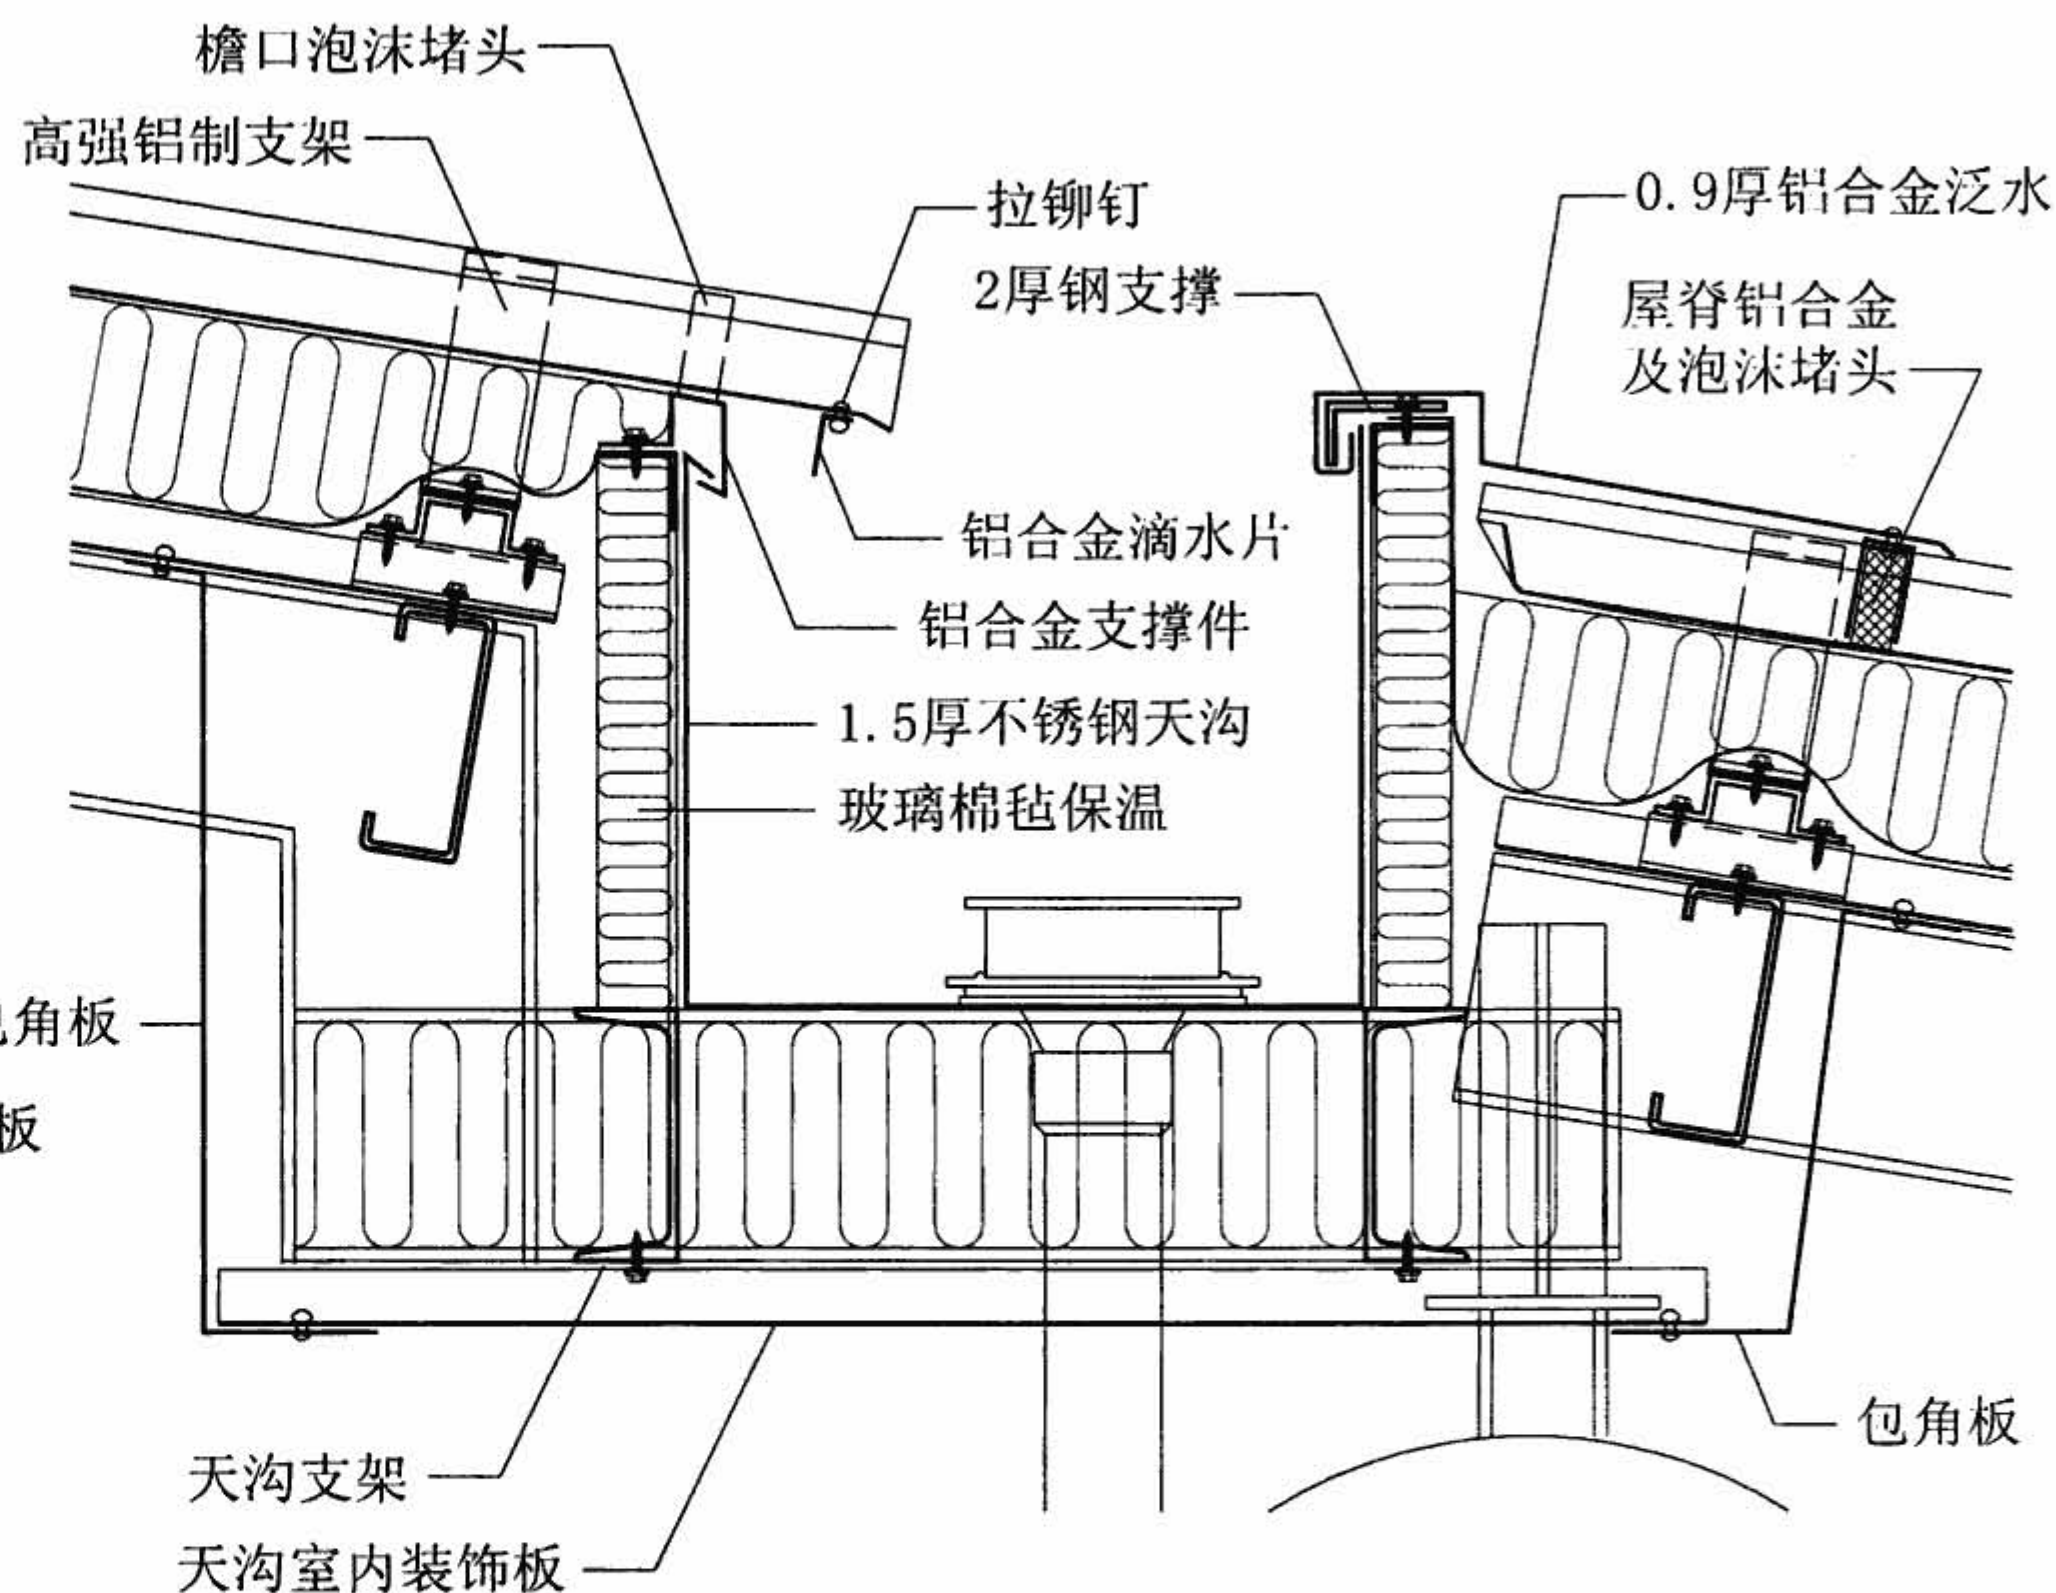 檐口泡沫堵头
高强铝制支架
拉铆钉
0.9厚铝合金泛水
2厚钢支撑
屋脊铝合金
及泡沫堵头
铝合金滴水片
铝合金支撑件
1.5厚不锈钢天沟
玻璃棉毡保温
角板
板
包角板
天沟支架
天沟室内装饰板